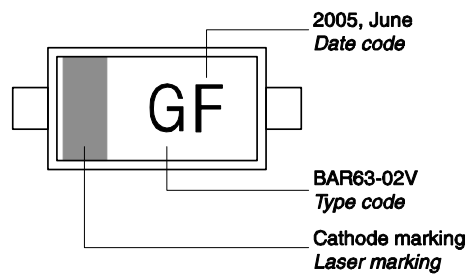 2005, June
Date code
GF
BAR63-02V
Type code
Cathode marking
Laser marking